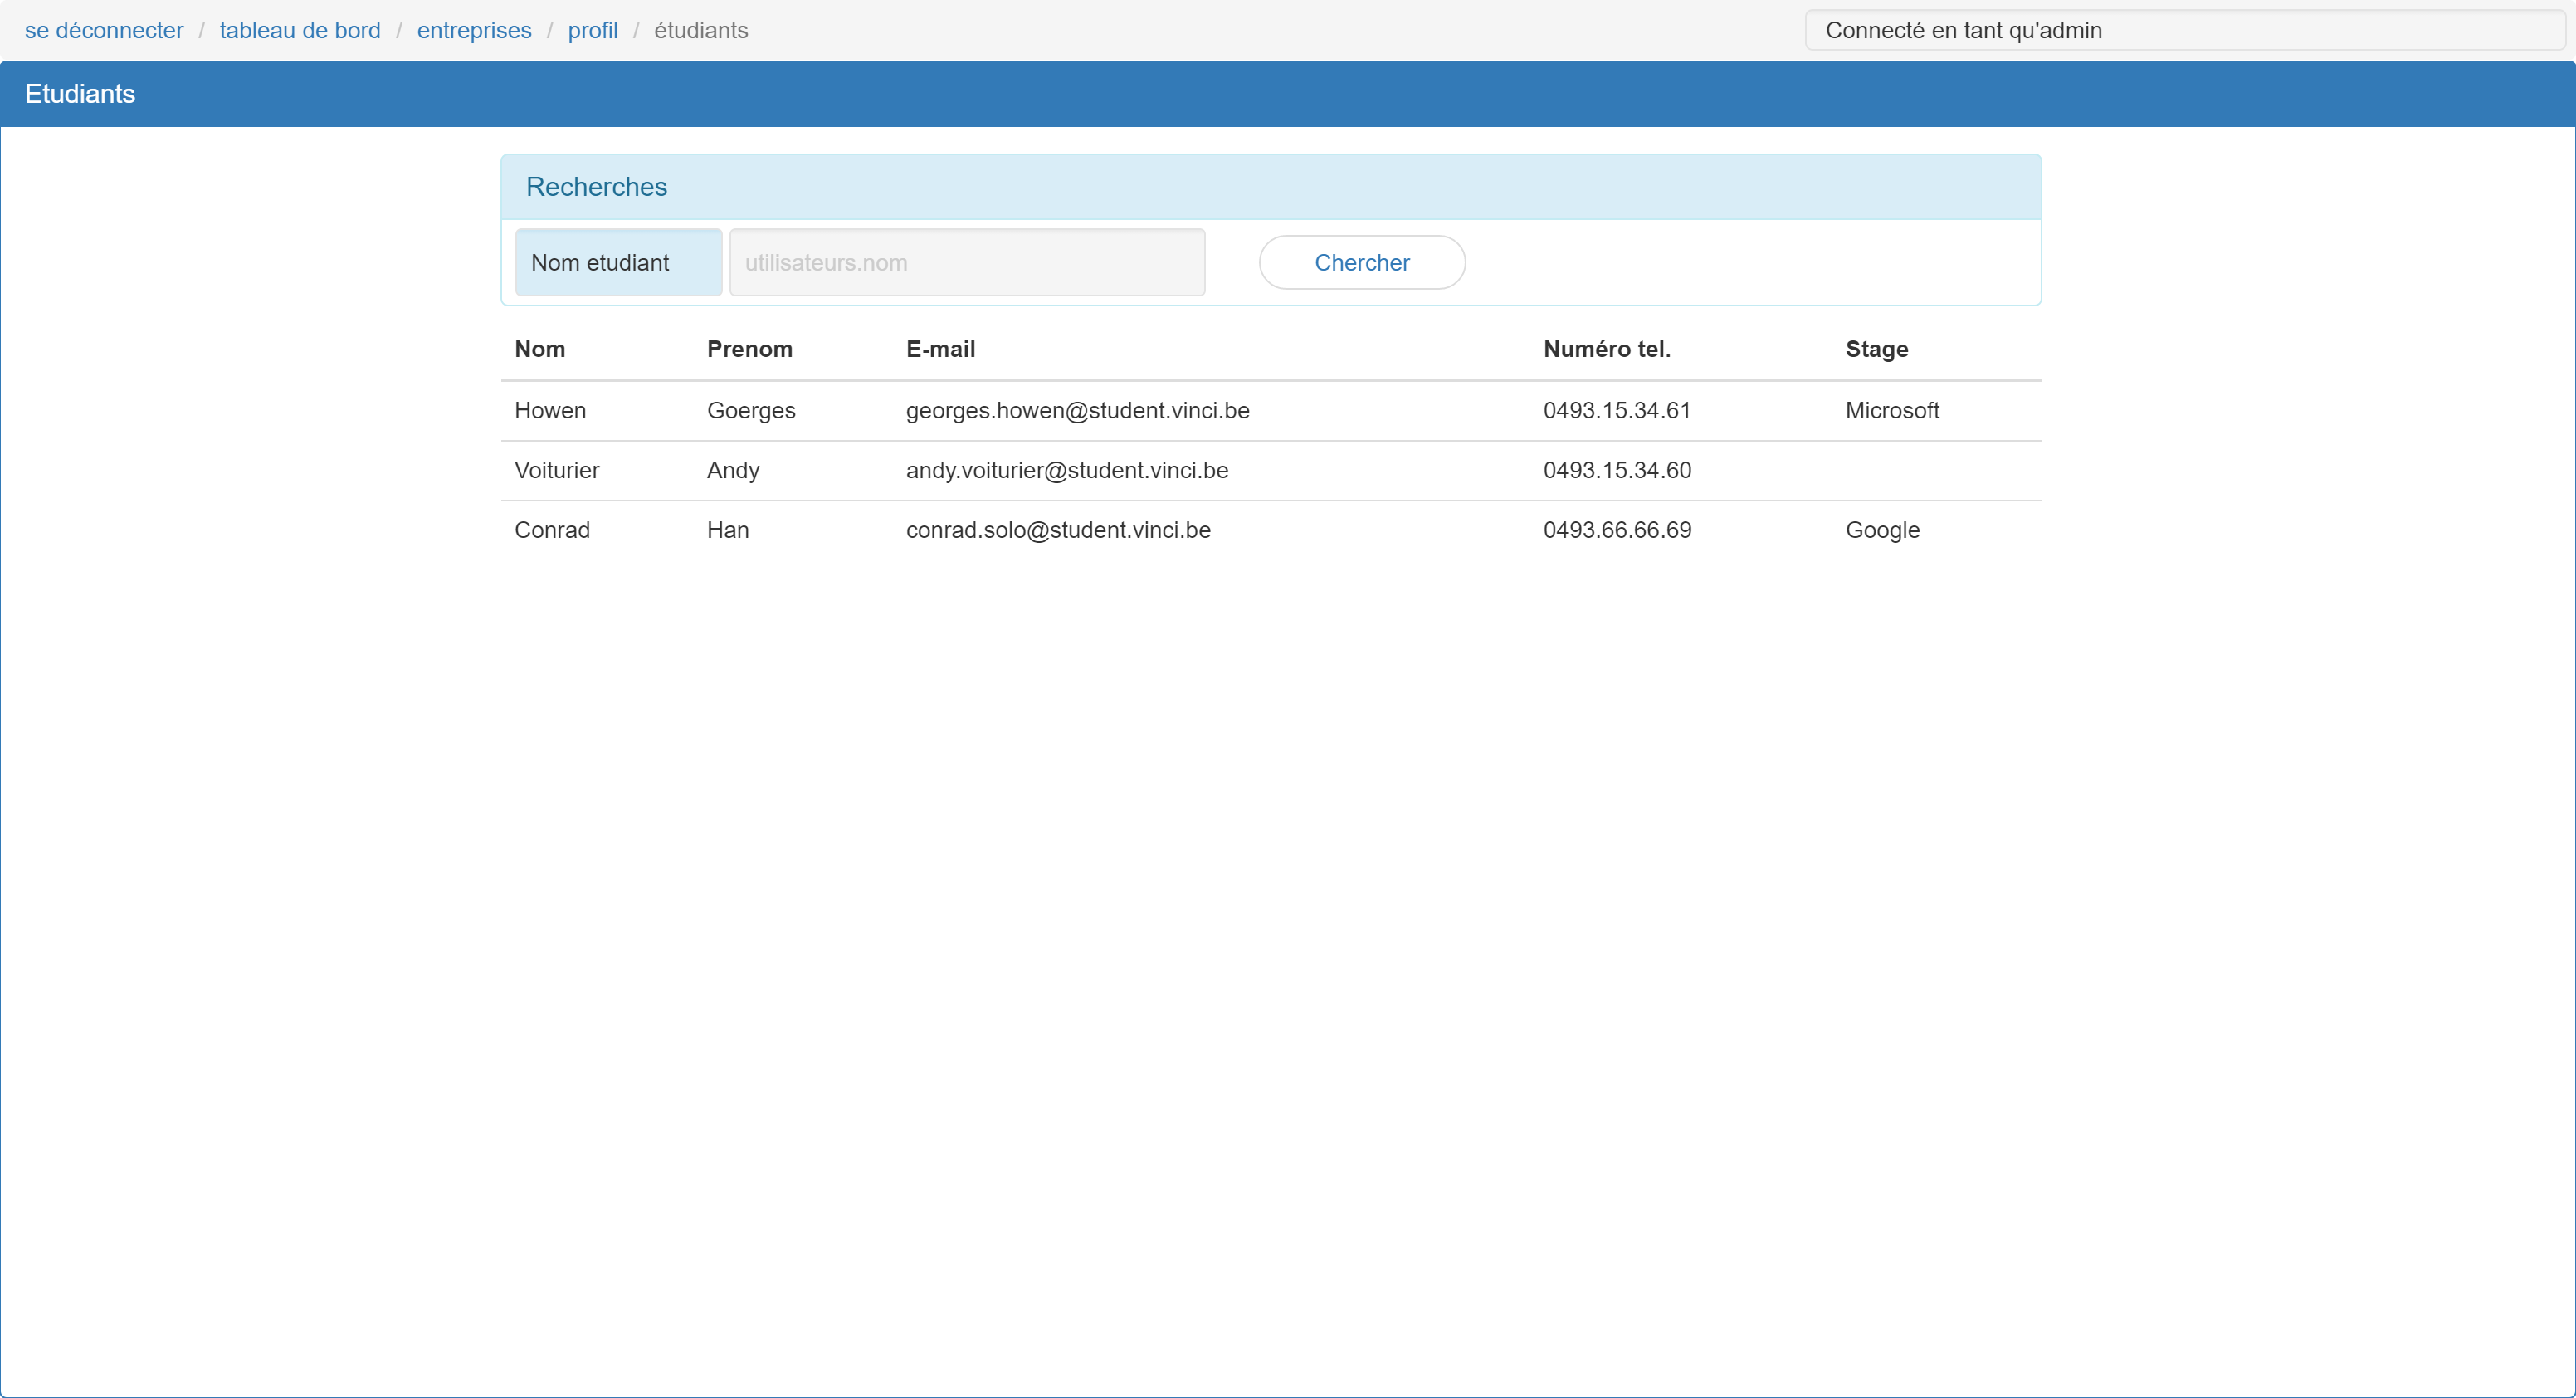 se déconnecter / tableau de bord / entreprises / profil / étudiants Connecté en tant qu'admin
Etudiants
Recherches
Nom etudiant utilisateurs.nom Chercher
Nom Prenom E-mail Numéro tel. Stage
Howen Goerges georges.howen@student.vinci.be 0493.15.34.61 Microsoft
Voiturier Andy andy.voiturier@student.vinci.be 0493.15.34.60
Conrad Han conrad.solo@student.vinci.be 0493.66.66.69 Google